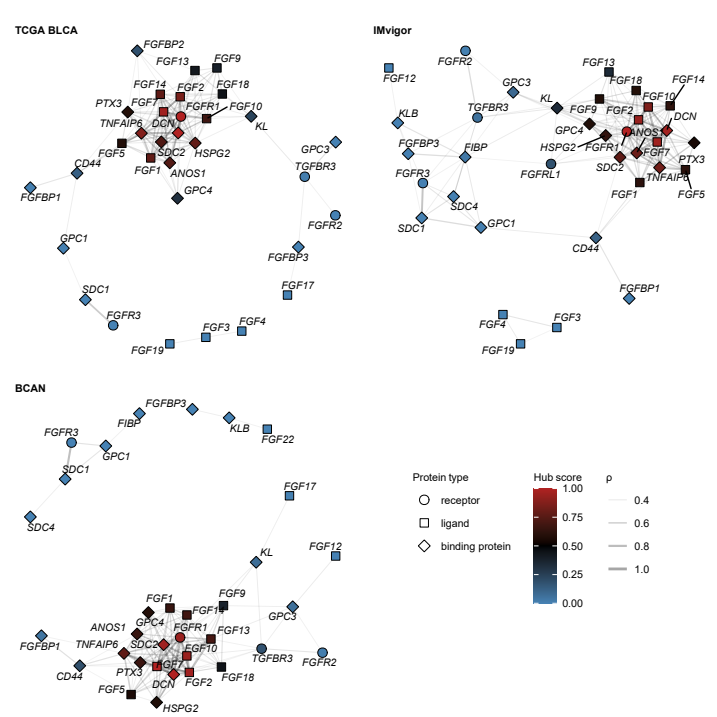 TCGA BLCA
FGFBP2
FGF13
FGF9
FGF14
FGF2
FGF18
PTX3
FGF7
FGFR1
FGF10
TNFAIP6
DCN
KL
FGF5
SDC2
HSPG2
FGF1
ANOS1
CD44
GPC4
GPC3
TGFBR3
FGFBP1
FGFR2
GPC1
FGFBP3
SDC1
FGF17
FGFR3
FGF3
FGF4
FGF19
IMvigor
FGFR2
FGF12
GPC3
FGF13
FGF14
FGF18
KLB
TGFBR3
KL
FGF9
FGF2
FGF10
DCN
GPC4
ANOS1
FGFBP3
FIBP
HSPG2
FGFR1
FGF7
PTX3
FGFR3
FGFRL1
SDC2
TNFAIP6
SDC4
FGF1
FGF5
SDC1
GPC1
CD44
FGFBP1
FGF4
FGF3
FGF19
BCAN
FGFBP3
FIBP
KLB
FGFR3
GPC1
FGF22
SDC1
FGF17
SDC4
KL
FGF12
FGF1
FGF9
FGF14
GPC3
GPC4
ANOS1
FGFR1
FGF13
FGFBP1
TNFAIP6
SDC2
FGF10
TGFBR3
FGFR2
CD44
PTX3
FGF7
FGF5
DCN
FGF2
FGF18
HSPG2
Protein type
receptor
ligand
binding protein
Hub score
1.00
0.75
0.50
0.25
0.00
ρ
0.4
0.6
0.8
1.0